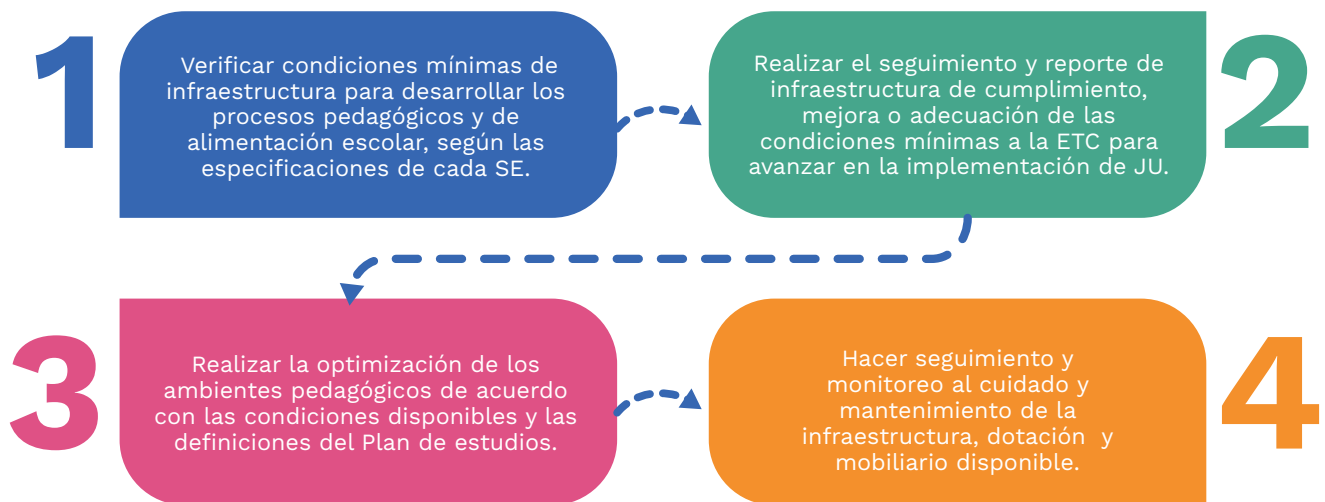 1
Verificar condiciones mínimas de
infraestructura para desarrollar los
procesos pedagógicos y de
alimentación escolar, según las
especificaciones de cada SE.
2
Realizar el seguimiento y reporte de
infraestructura de cumplimiento,
mejora o adecuación de las
condiciones mínimas a la ETC para
avanzar en la implementación de JU.
3
Realizar la optimización de los
ambientes pedagógicos de acuerdo
con las condiciones disponibles y las
definiciones del Plan de estudios.
4
Hacer seguimiento y
monitoreo al cuidado y
mantenimiento de la
infraestructura, dotación y
mobiliario disponible.